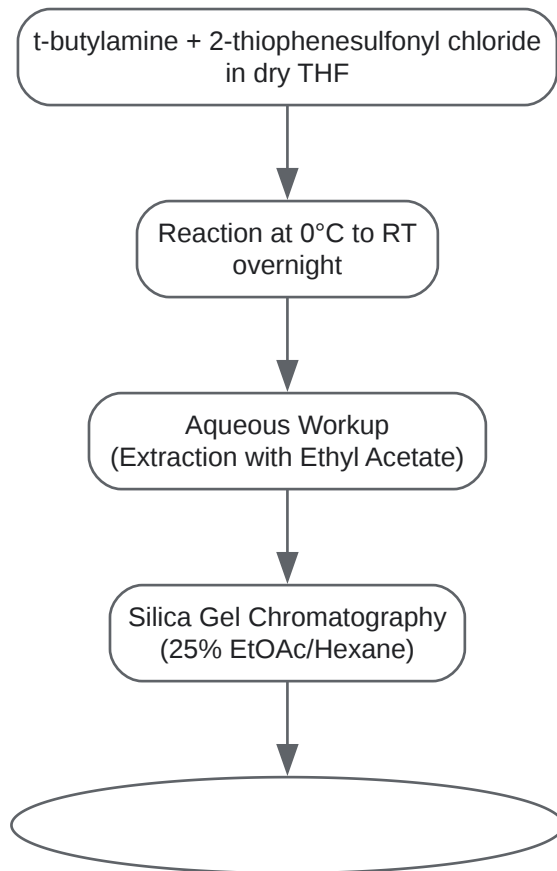 t-butylamine + 2-thiophenesulfonyl chloride
in dry THF
Reaction at 0°C to RT
overnight
Aqueous Workup
(Extraction with Ethyl Acetate)
Silica Gel Chromatography
(25% EtOAc/Hexane)